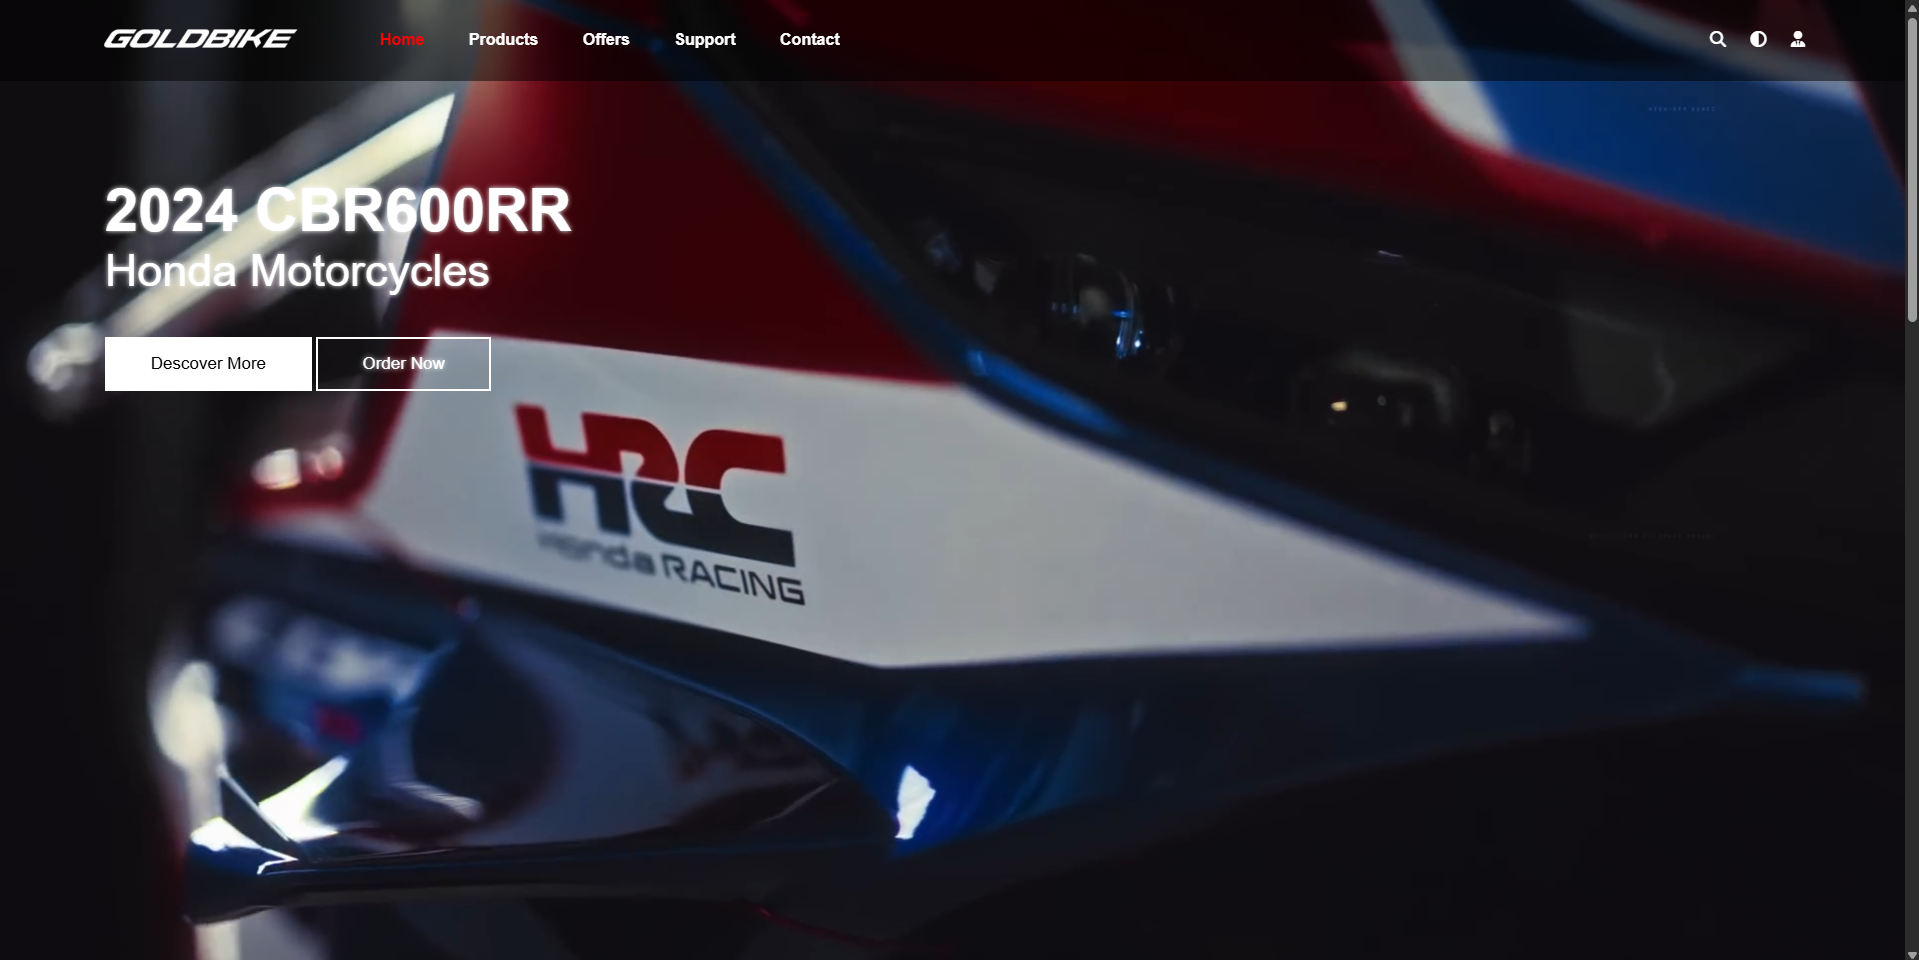 GOLDBIKE
Home Products Offers Support Contact
2024 CBR600RR
Honda Motorcycles
Descover More Order Now
HRC
Honda RACING